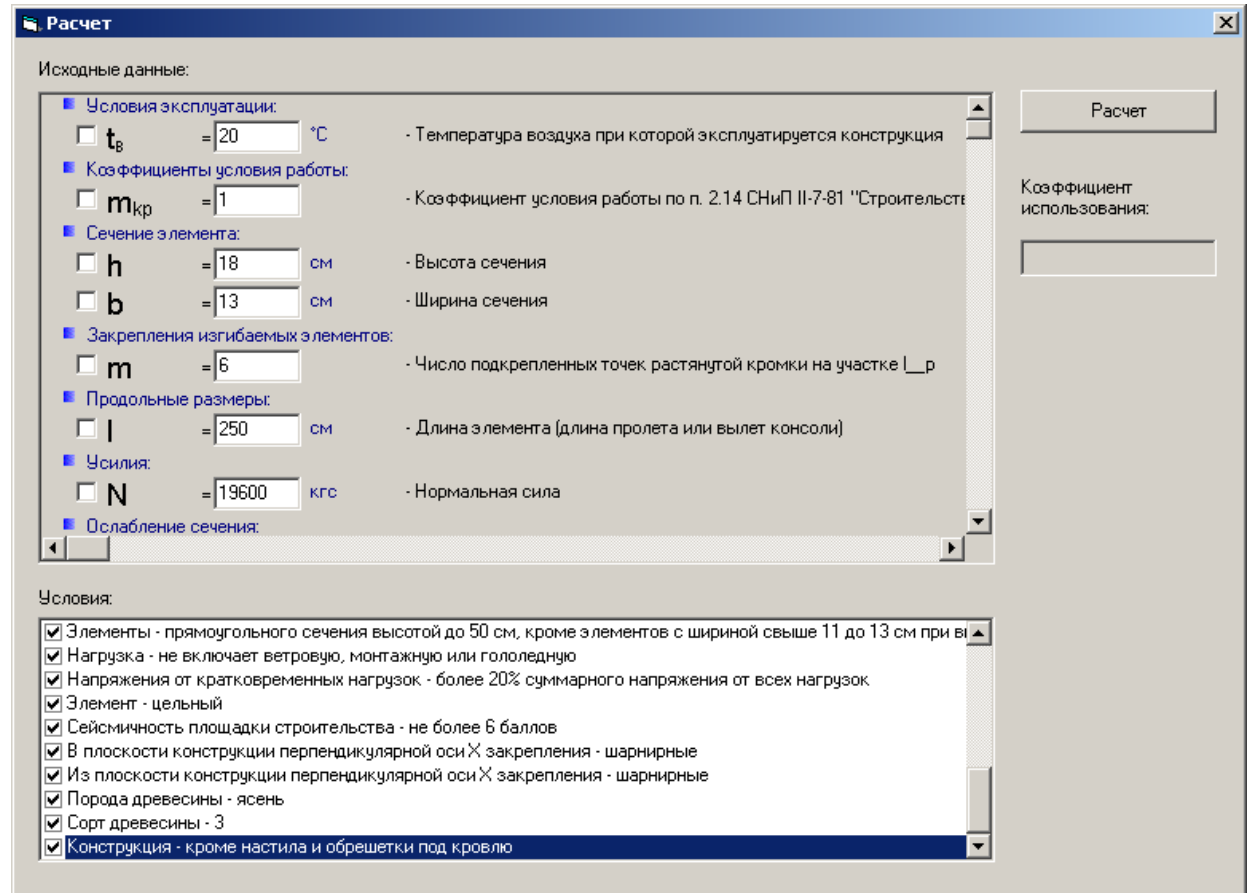 Расчет
Исходные данные:
Условия эксплуатации:
tв = 20 °С - Температура воздуха при которой эксплуатируется конструкция
Коэффициенты условия работы:
mкр = 1 - Коэффициент условия работы по п. 2.14 СНиП II-7-81 "Строительств
Сечение элемента:
h = 18 см - Высота сечения
b = 13 см - Ширина сечения
Закрепления изгибаемых элементов:
m = 6 - Число подкрепленных точек растянутой кромки на участке l__p
Продольные размеры:
l = 250 см - Длина элемента (длина пролета или вылет консоли)
Усилия:
N = 19600 кгс - Нормальная сила
Ослабление сечения:
Расчет
Коэффициент
использования:
Условия:
Элементы - прямоугольного сечения высотой до 50 см, кроме элементов с шириной свыше 11 до 13 см при в
Нагрузка - не включает ветровую, монтажную или гололедную
Напряжения от кратковременных нагрузок - более 20% суммарного напряжения от всех нагрузок
Элемент - цельный
Сейсмичность площадки строительства - не более 6 баллов
В плоскости конструкции перпендикулярной оси X закрепления - шарнирные
Из плоскости конструкции перпендикулярной оси X закрепления - шарнирные
Порода древесины - ясень
Сорт древесины - 3
Конструкция - кроме настила и обрешетки под кровлю